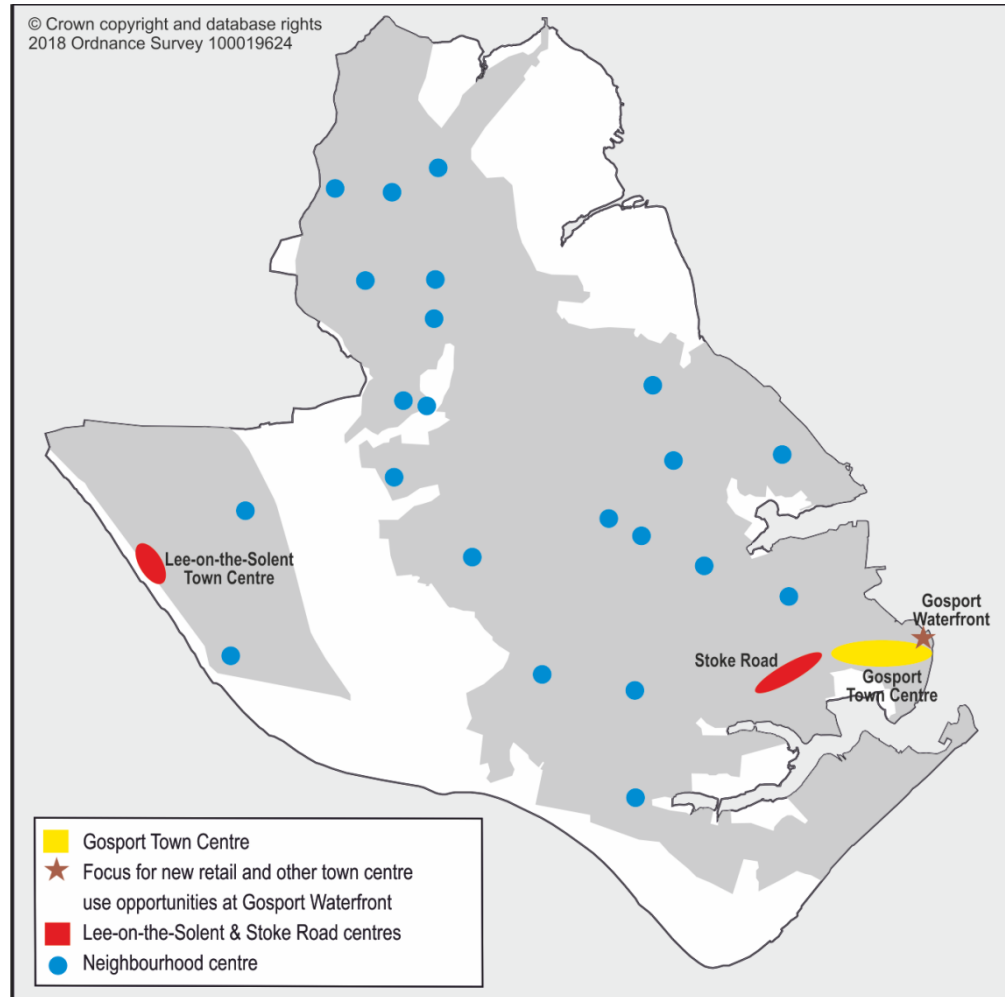 © Crown copyright and database rights
2018 Ordnance Survey 100019624
Lee-on-the-Solent
Town Centre
Gosport
Waterfront
Stoke Road
Gosport
Town Centre
Gosport Town Centre
Focus for new retail and other town centre
use opportunities at Gosport Waterfront
Lee-on-the-Solent & Stoke Road centres
Neighbourhood centre